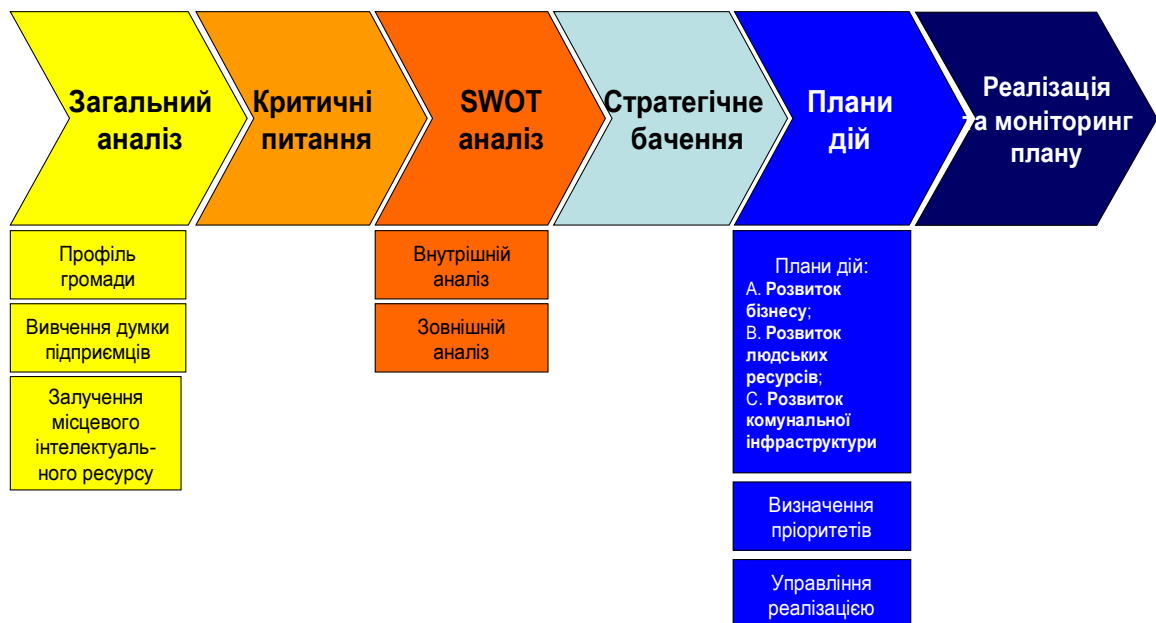 Загальний
аналіз
Критичні
питання
SWOT
аналіз
Стратегічне
бачення
Плани
дій
Реалізація
та моніторинг
плану
Профіль
громади
Вивчення думки
підприємців
Залучення
місцевого
інтелектуаль-
ного ресурсу
Внутрішній
аналіз
Зовнішній
аналіз
Плани дій:
А. Розвиток
бізнесу;
В. Розвиток
людських
ресурсів;
С. Розвиток
комунальної
інфраструктури
Визначення
пріоритетів
Управління
реалізацією